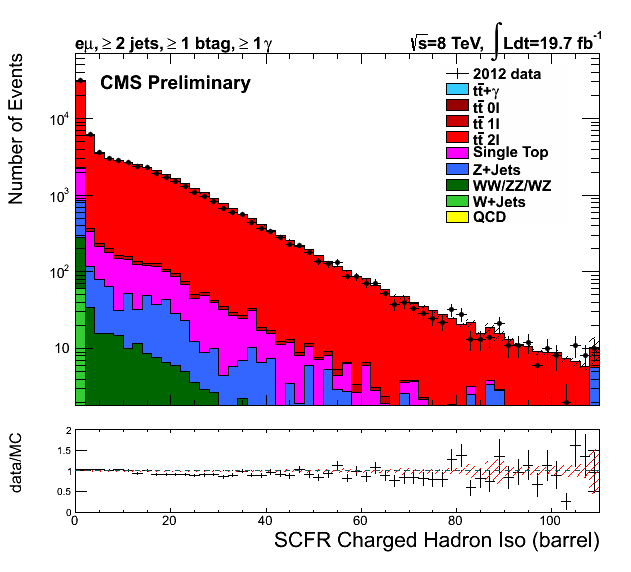 eμ, ≥ 2 jets, ≥ 1 btag, ≥ 1 γ
√s=8 TeV, ∫ Ldt=19.7 fb⁻¹
CMS Preliminary
2012 data
tt̄+γ
tt̄ 0l
tt̄ 1l
tt̄ 2l
Single Top
Z+Jets
WW/ZZ/WZ
W+Jets
QCD
Number of Events
10⁴
10³
10²
10
data/MC
2
1.5
1
0.5
0
0 20 40 60 80 100
SCFR Charged Hadron Iso (barrel)